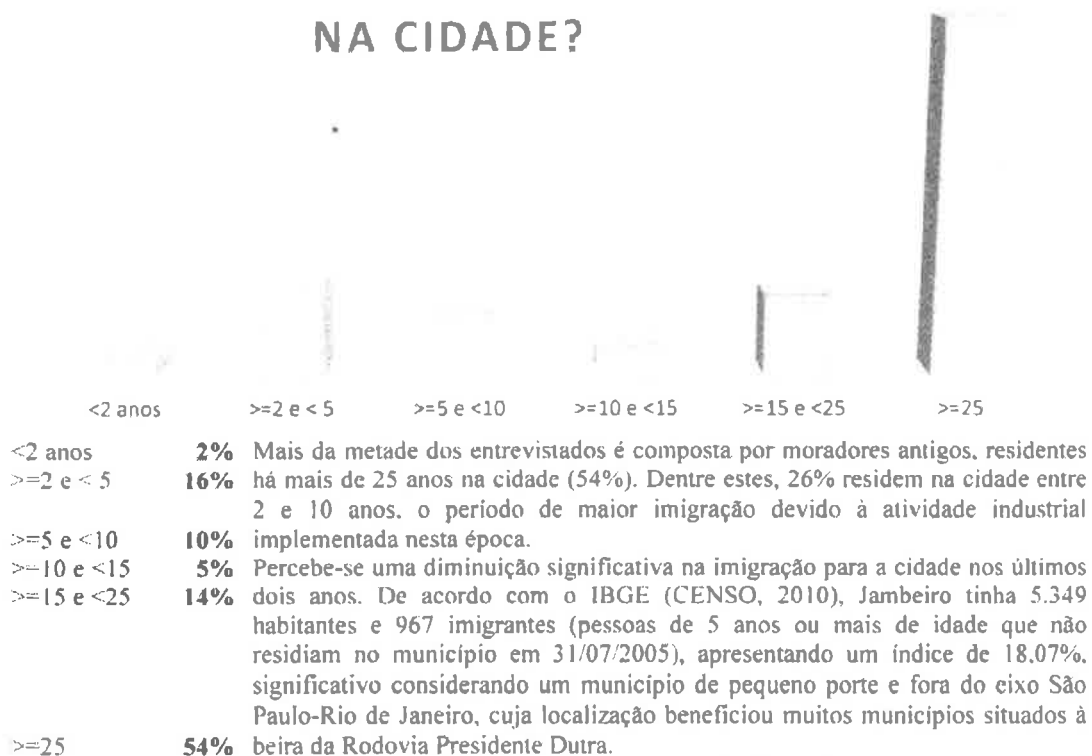 NA CIDADE?
<2 anos >=2 e < 5 >=5 e <10 >=10 e <15 >=15 e <25 >=25
<2 anos 2% Mais da metade dos entrevistados é composta por moradores antigos, residentes
>=2 e < 5 16% há mais de 25 anos na cidade (54%). Dentre estes, 26% residem na cidade entre
2 e 10 anos, o período de maior imigração devido à atividade industrial
>=5 e <10 10% implementada nesta época.
>=10 e <15 5% Percebe-se uma diminuição significativa na imigração para a cidade nos últimos
>=15 e <25 14% dois anos. De acordo com o IBGE (CENSO, 2010), Jambeiro tinha 5.349
habitantes e 967 imigrantes (pessoas de 5 anos ou mais de idade que não
residiam no município em 31/07/2005), apresentando um índice de 18,07%,
significativo considerando um município de pequeno porte e fora do eixo São
Paulo-Rio de Janeiro, cuja localização beneficiou muitos municípios situados à
>=25 54% beira da Rodovia Presidente Dutra.